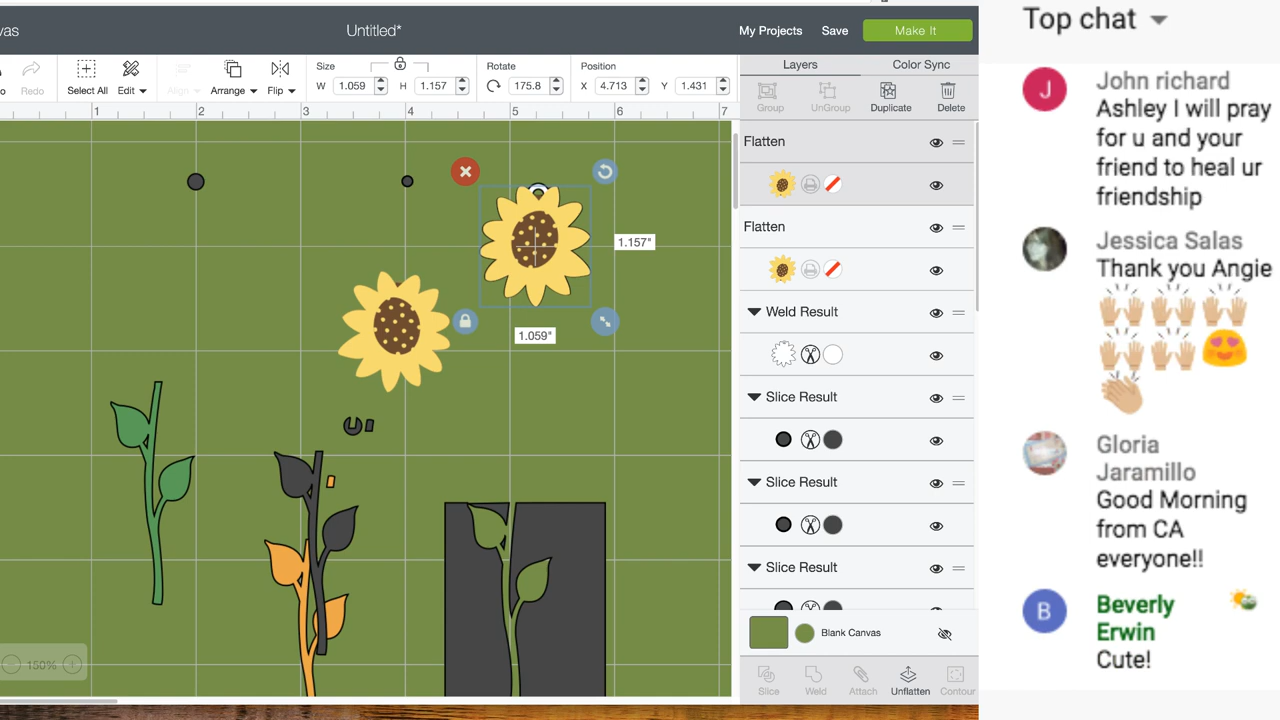 vas
Untitled*
My Projects
Save
Make It
o
Redo
Select All
Edit
Align
Arrange
Flip
Size
W 1.059
H 1.157
Rotate
175.8
Position
X 4.713
Y 1.431
1
2
3
4
5
6
7
1.157"
1.059"
150%
Layers
Color Sync
Group
UnGroup
Duplicate
Delete
Flatten
Flatten
Weld Result
Slice Result
Slice Result
Slice Result
Blank Canvas
Slice
Weld
Attach
Unflatten
Contour
Top chat
J
John richard
Ashley I will pray
for u and your
friend to heal ur
friendship
Jessica Salas
Thank you Angie
Gloria
Jaramillo
Good Morning
from CA
everyone!!
B
Beverly
Erwin
Cute!